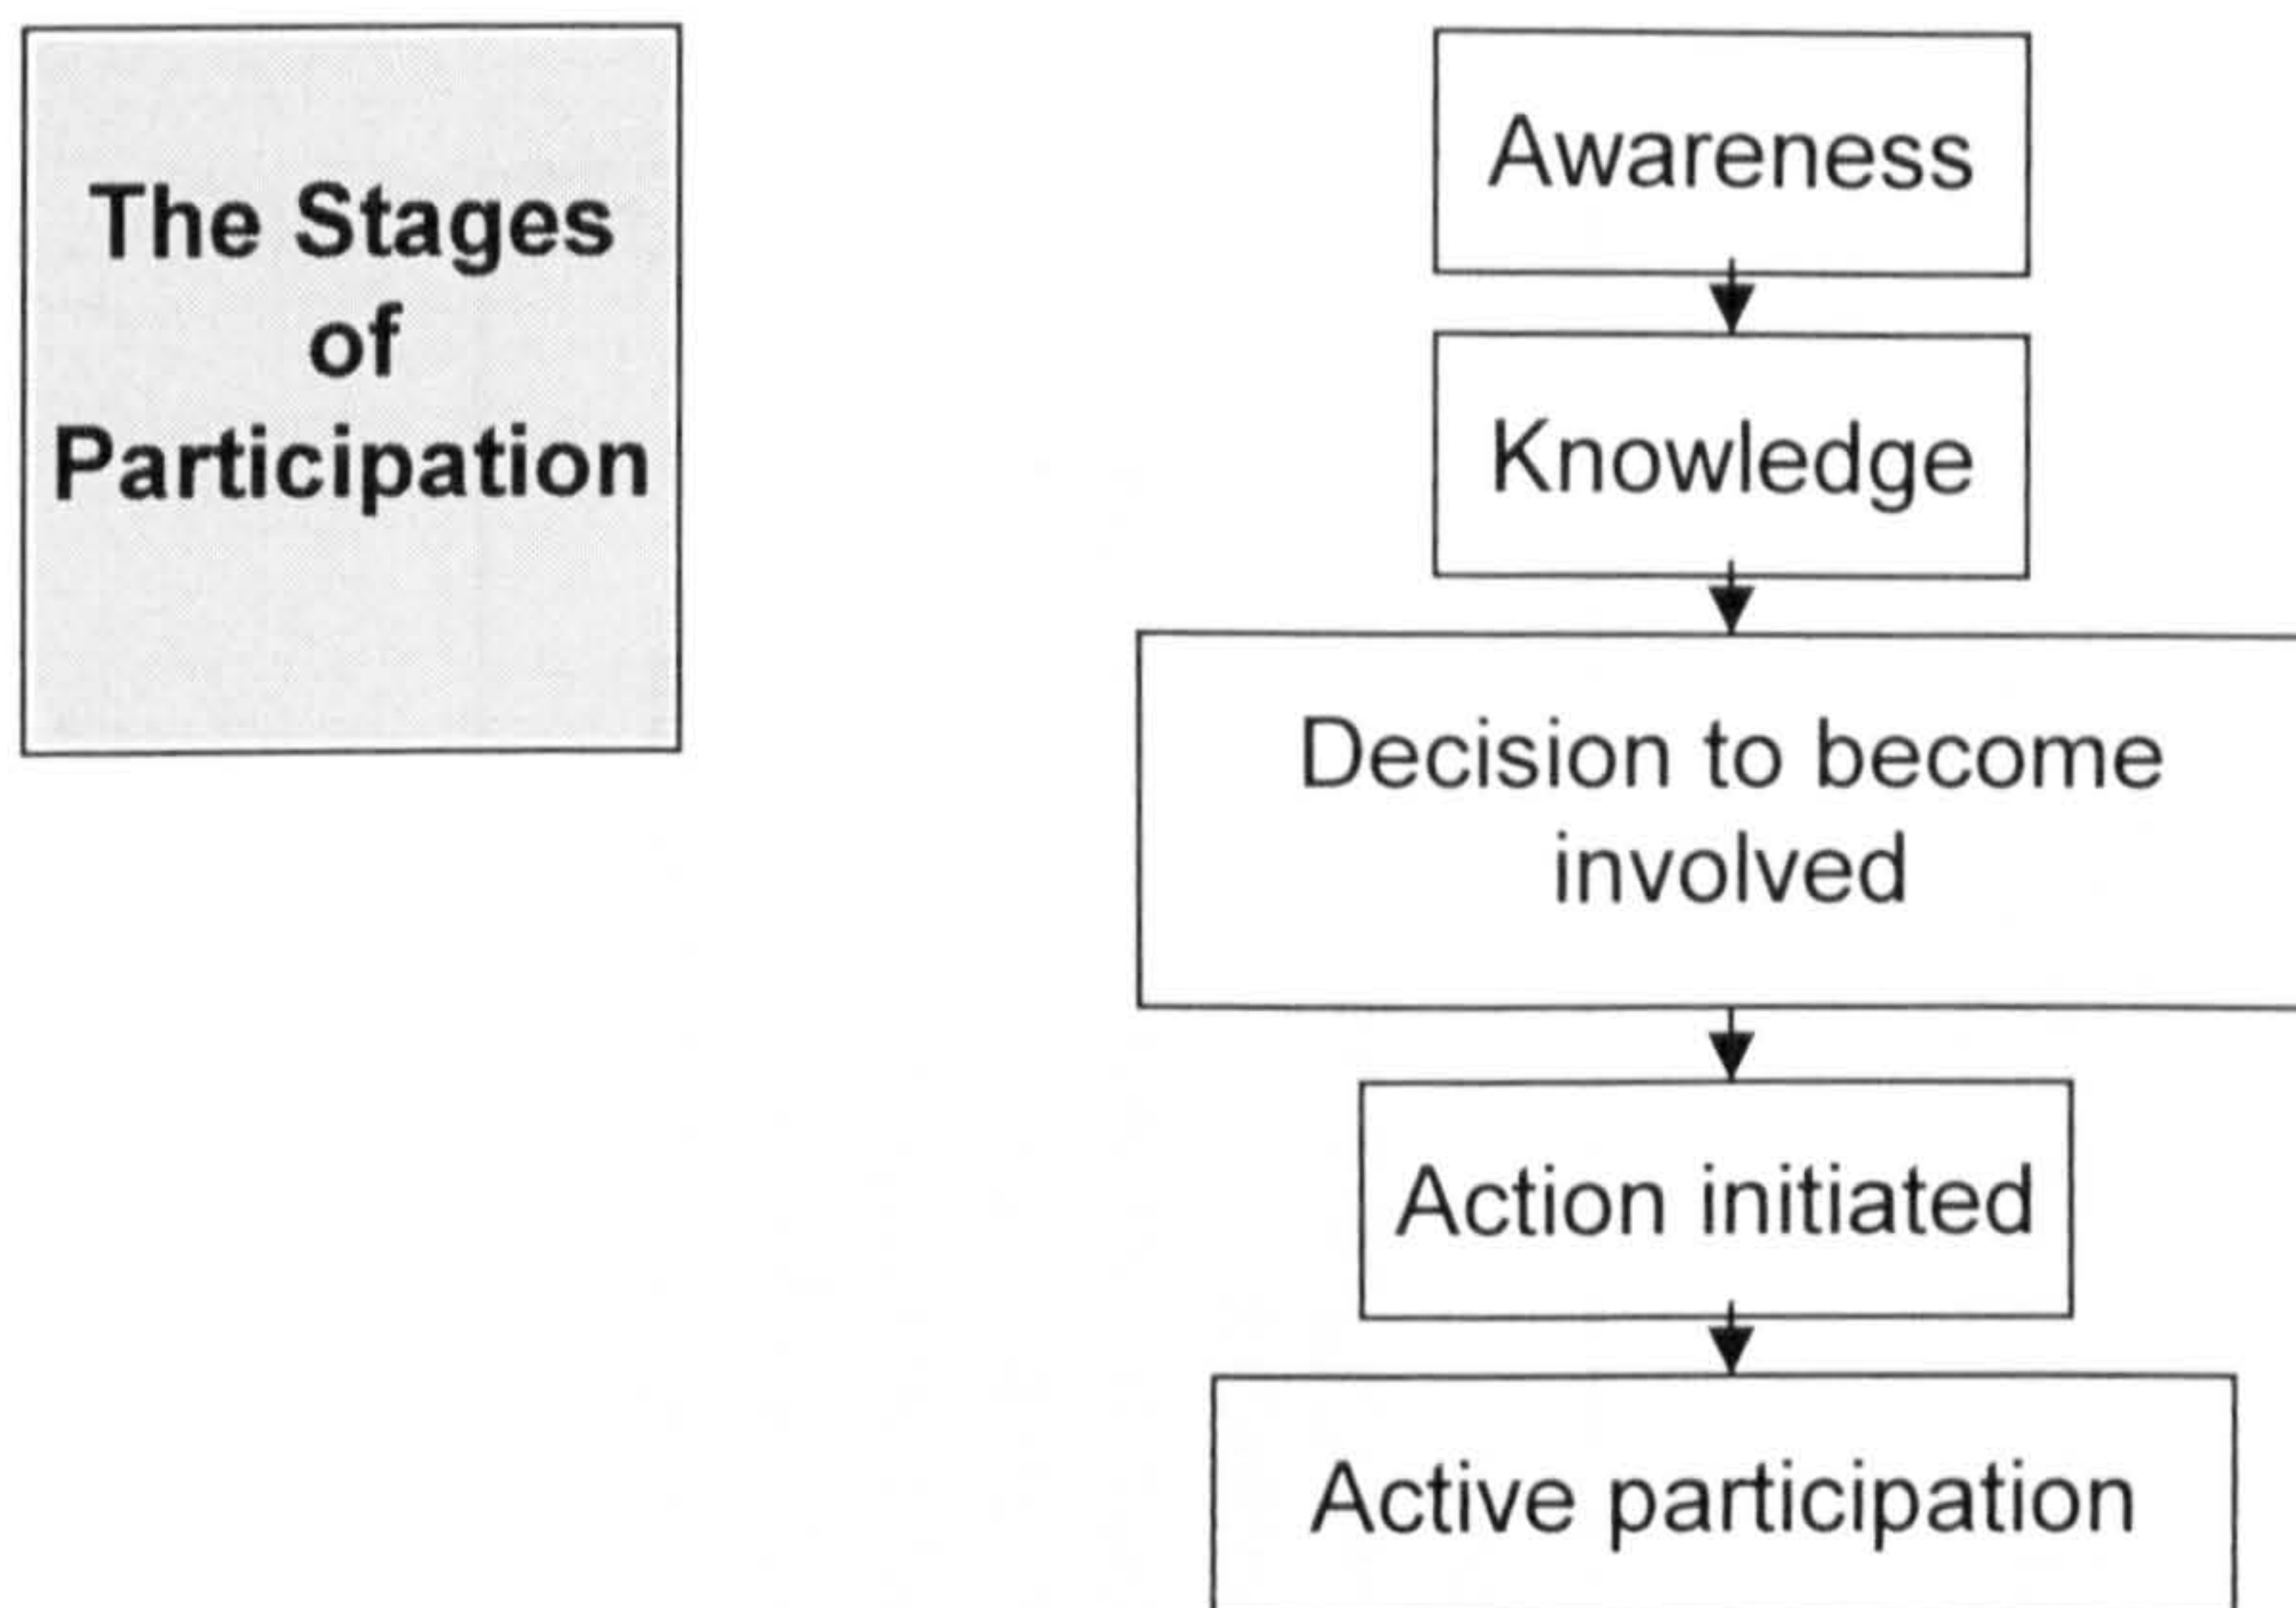 The Stages
of
Participation
Awareness
Knowledge
Decision to become
involved
Action initiated
Active participation